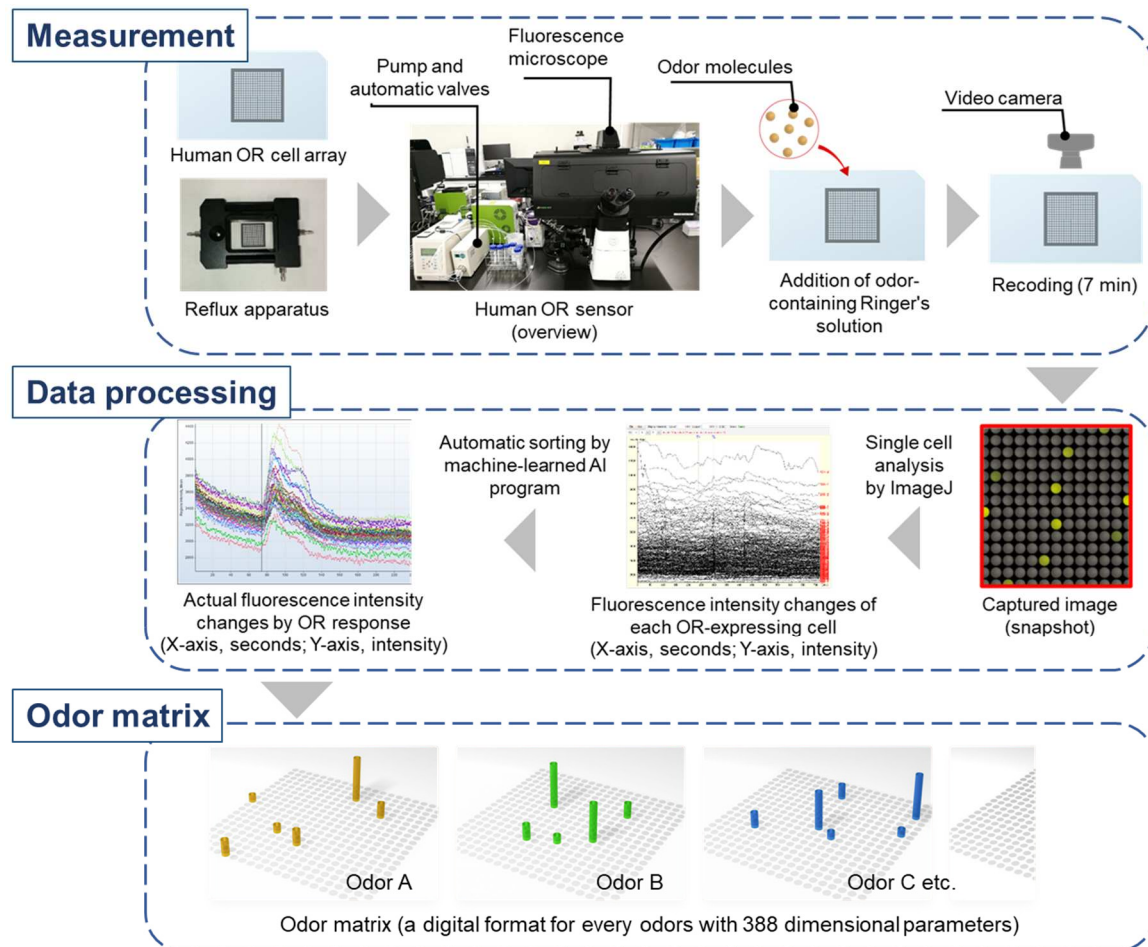 Measurement
Fluorescence
microscope
Pump and
automatic valves
Odor molecules
Video camera
Human OR cell array
Reflux apparatus
Human OR sensor
(overview)
Addition of odor-
containing Ringer's
solution
Recoding (7 min)
Data processing
Automatic sorting by
machine-learned AI
program
Single cell
analysis
by ImageJ
Actual fluorescence intensity
changes by OR response
(X-axis, seconds; Y-axis, intensity)
Fluorescence intensity changes of
each OR-expressing cell
(X-axis, seconds; Y-axis, intensity)
Captured image
(snapshot)
Odor matrix
Odor A
Odor B
Odor C etc.
Odor matrix (a digital format for every odors with 388 dimensional parameters)